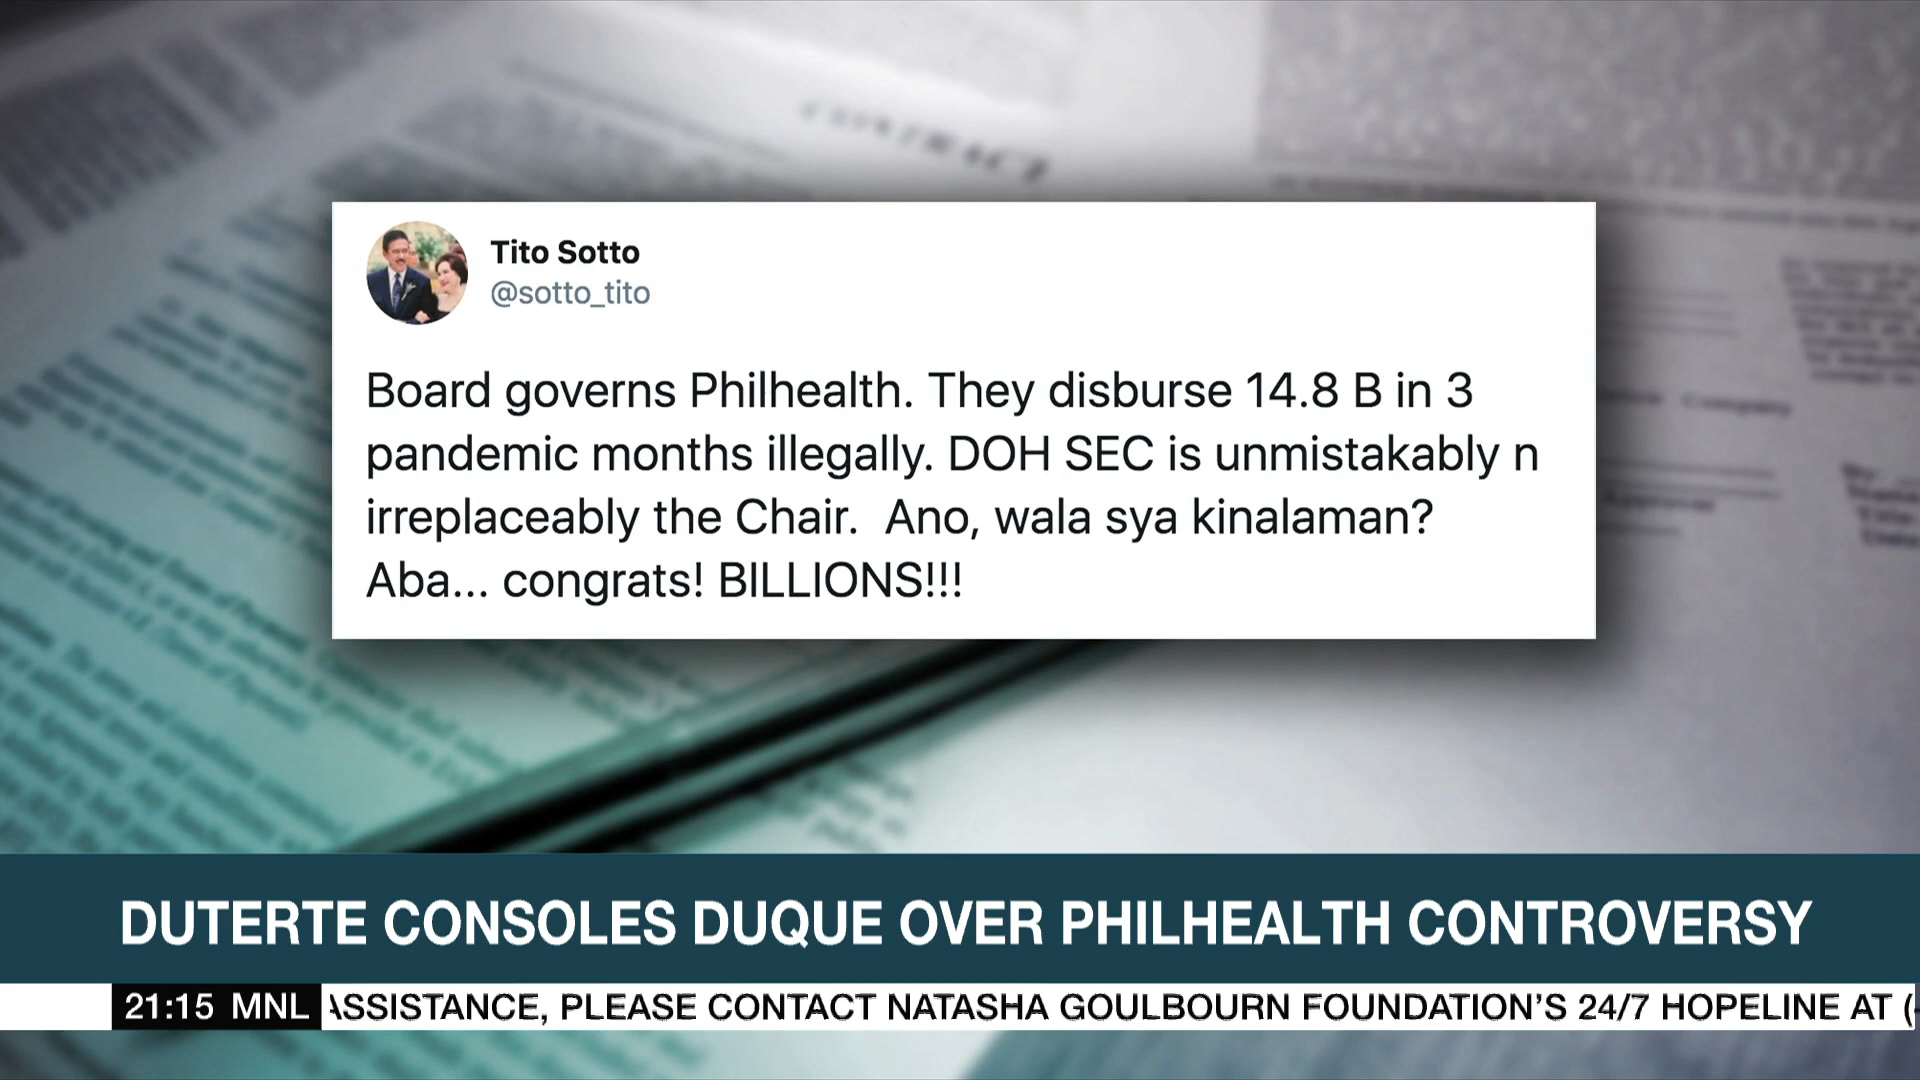 CONTRACT
Tito Sotto
@sotto_tito
Board governs Philhealth. They disburse 14.8 B in 3
pandemic months illegally. DOH SEC is unmistakably n
irreplaceably the Chair.  Ano, wala sya kinalaman?
Aba... congrats! BILLIONS!!!
DUTERTE CONSOLES DUQUE OVER PHILHEALTH CONTROVERSY
21:15 MNL ASSISTANCE, PLEASE CONTACT NATASHA GOULBOURN FOUNDATION'S 24/7 HOPELINE AT (